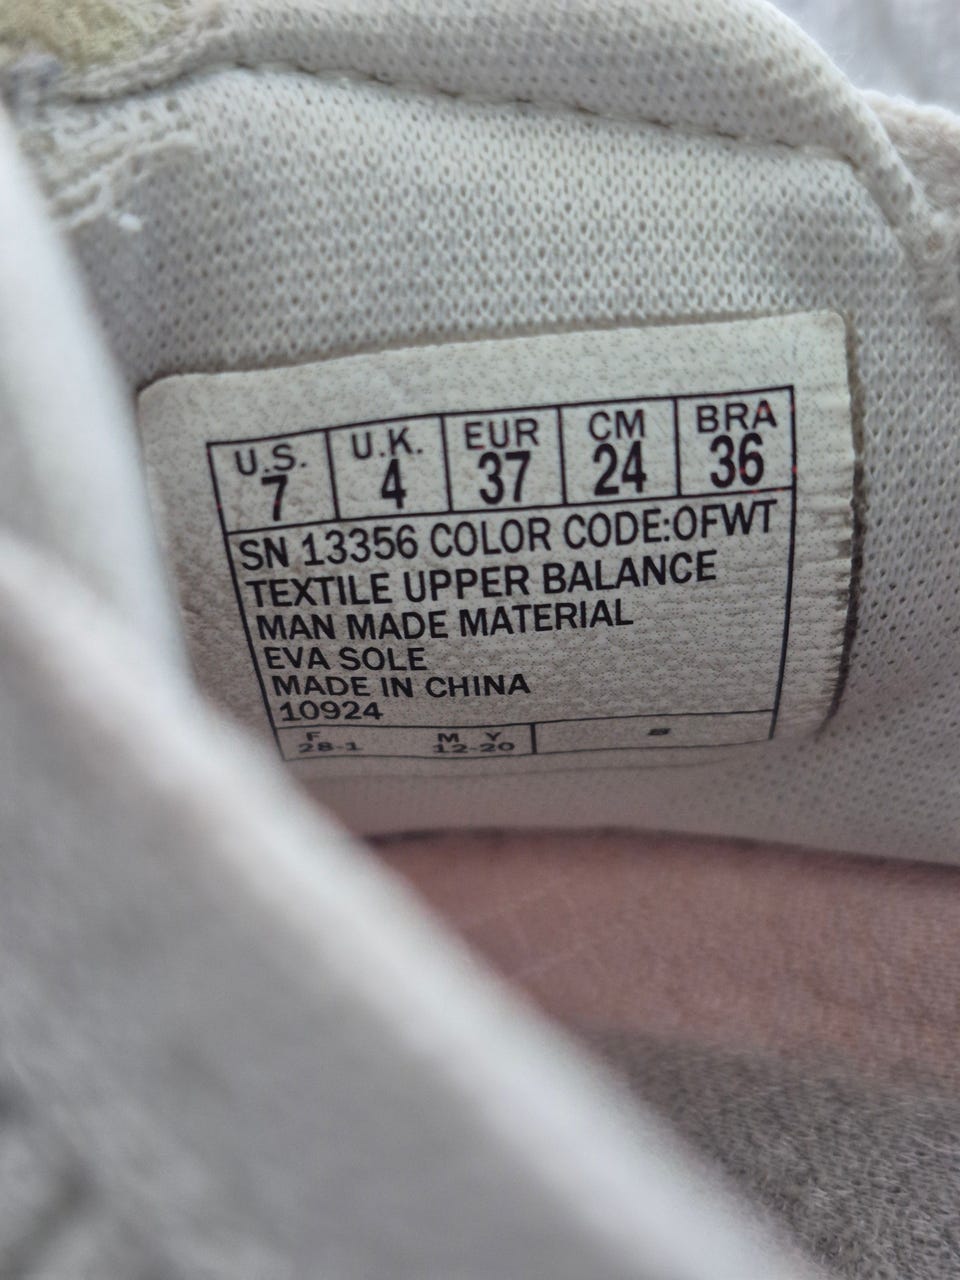 U.S. U.K. EUR CM BRA
7 4 37 24 36
SN 13356 COLOR CODE:OFWT
TEXTILE UPPER BALANCE
MAN MADE MATERIAL
EVA SOLE
MADE IN CHINA
10924
F M Y
28-1 12-20